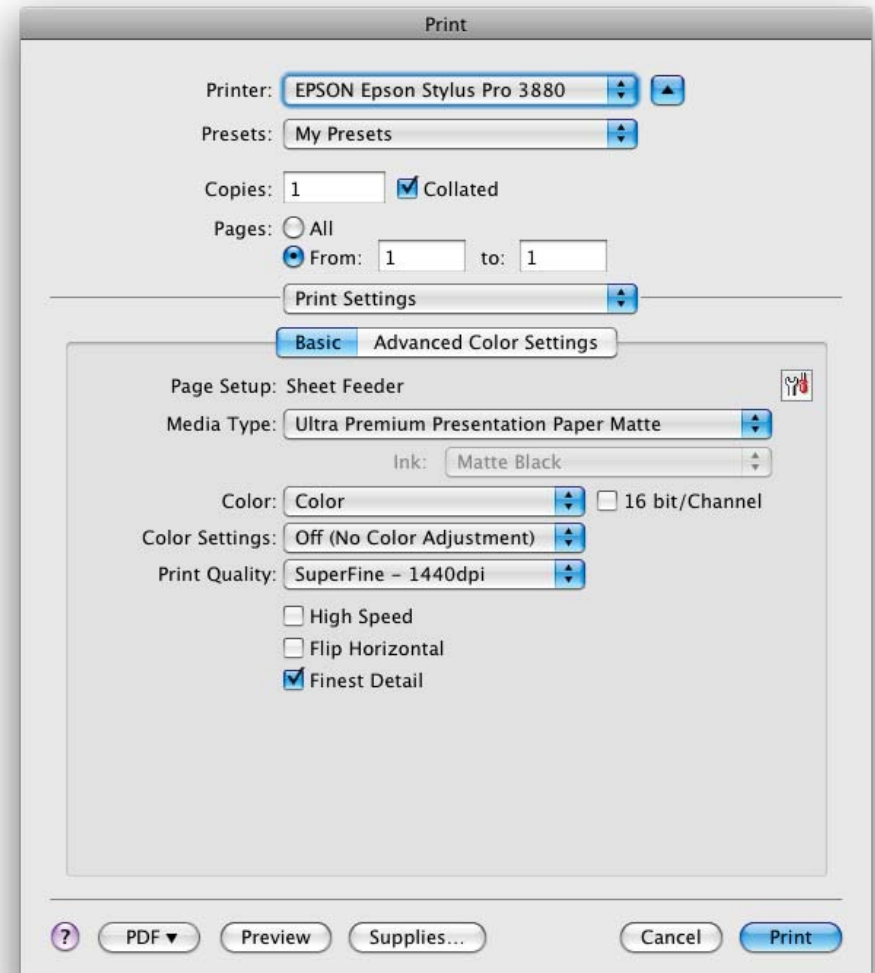 Print
Printer: EPSON Epson Stylus Pro 3880
Presets: My Presets
Copies: 1 Collated
Pages: All
From: 1 to: 1
Print Settings
Basic Advanced Color Settings
Page Setup: Sheet Feeder
Media Type: Ultra Premium Presentation Paper Matte
Ink: Matte Black
Color: Color 16 bit/Channel
Color Settings: Off (No Color Adjustment)
Print Quality: SuperFine – 1440dpi
High Speed
Flip Horizontal
Finest Detail
? PDF ▾ Preview Supplies... Cancel Print